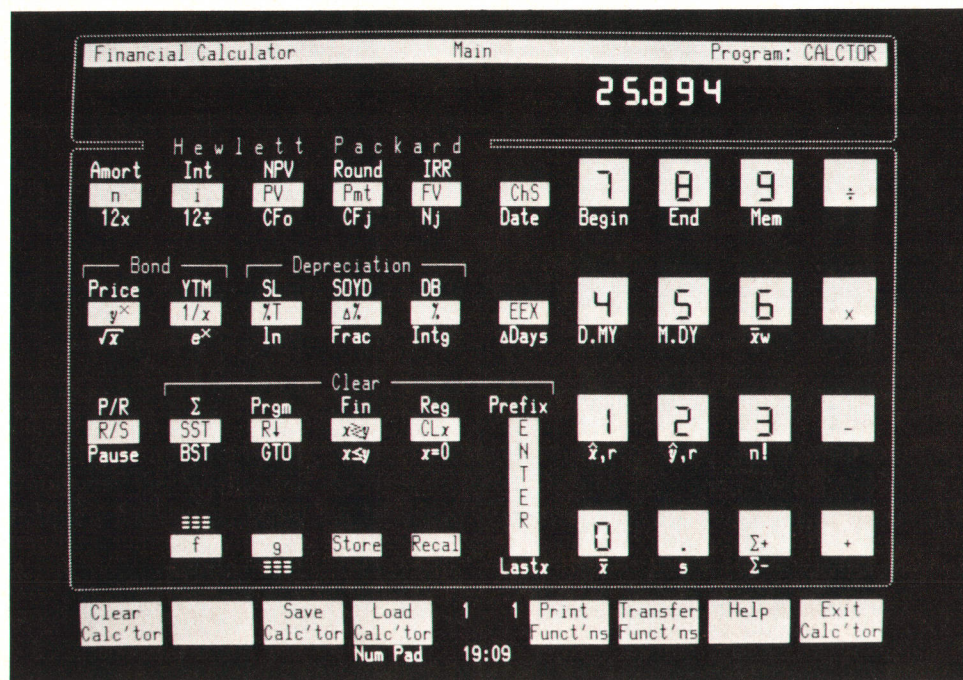 Financial Calculator Main Program: CALCTOR
25.894
Hewlett Packard
Amort Int NPV Round IRR
n i PV Pmt FV ChS 7 8 9 ÷
12x 12÷ CFo CFj Nj Date Begin End Mem
Bond Depreciation
Price YTM SL SOYD DB
y× 1/x %T Δ% % EEX 4 5 6 ×
√x e× ln Frac Intg ΔDays D.MY M.DY x̄w
Clear
P/R Σ Prgm Fin Reg Prefix
R/S SST R↓ x≷y CLx ENTER 1 2 3 -
Pause BST GTO x≤y x=0 x̂,r ŷ,r n!
f g Store Recal 0 . Σ+ +
Lastx x̄ s Σ-
Clear Save Load 1 1 Print Transfer Help Exit
Calc'tor Calc'tor Calc'tor Funct'ns Funct'ns Calc'tor
Num Pad 19:09